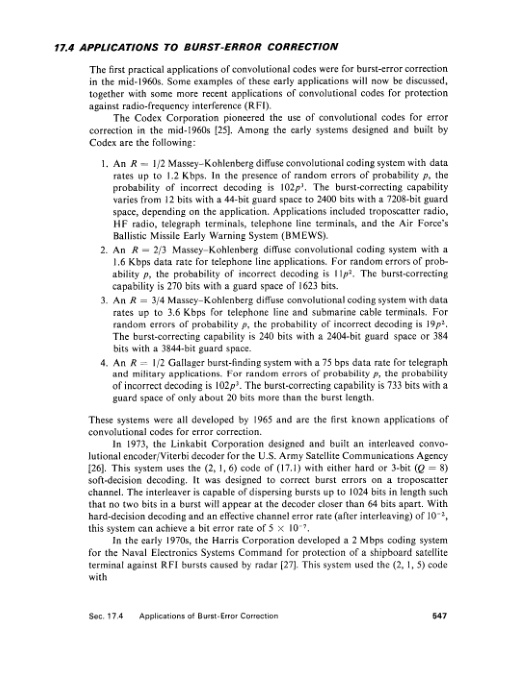 17.4 APPLICATIONS TO BURST-ERROR CORRECTION
The first practical applications of convolutional codes were for burst-error correction
in the mid-1960s. Some examples of these early applications will now be discussed,
together with some more recent applications of convolutional codes for protection
against radio-frequency interference (RFI).
The Codex Corporation pioneered the use of convolutional codes for error
correction in the mid-1960s [25]. Among the early systems designed and built by
Codex are the following:
1. An R = 1/2 Massey–Kohlenberg diffuse convolutional coding system with data
rates up to 1.2 Kbps. In the presence of random errors of probability p, the
probability of incorrect decoding is 102p³. The burst-correcting capability
varies from 12 bits with a 44-bit guard space to 2400 bits with a 7208-bit guard
space, depending on the application. Applications included troposcatter radio,
HF radio, telegraph terminals, telephone line terminals, and the Air Force's
Ballistic Missile Early Warning System (BMEWS).
2. An R = 2/3 Massey–Kohlenberg diffuse convolutional coding system with a
1.6 Kbps data rate for telephone line applications. For random errors of prob-
ability p, the probability of incorrect decoding is 11p². The burst-correcting
capability is 270 bits with a guard space of 1623 bits.
3. An R = 3/4 Massey–Kohlenberg diffuse convolutional coding system with data
rates up to 3.6 Kbps for telephone line and submarine cable terminals. For
random errors of probability p, the probability of incorrect decoding is 19p².
The burst-correcting capability is 240 bits with a 2404-bit guard space or 384
bits with a 3844-bit guard space.
4. An R = 1/2 Gallager burst-finding system with a 75 bps data rate for telegraph
and military applications. For random errors of probability p, the probability
of incorrect decoding is 102p³. The burst-correcting capability is 733 bits with a
guard space of only about 20 bits more than the burst length.
These systems were all developed by 1965 and are the first known applications of
convolutional codes for error correction.
In 1973, the Linkabit Corporation designed and built an interleaved convo-
lutional encoder/Viterbi decoder for the U.S. Army Satellite Communications Agency
[26]. This system uses the (2, 1, 6) code of (17.1) with either hard or 3-bit (Q = 8)
soft-decision decoding. It was designed to correct burst errors on a troposcatter
channel. The interleaver is capable of dispersing bursts up to 1024 bits in length such
that no two bits in a burst will appear at the decoder closer than 64 bits apart. With
hard-decision decoding and an effective channel error rate (after interleaving) of 10⁻²,
this system can achieve a bit error rate of 5 × 10⁻⁷.
In the early 1970s, the Harris Corporation developed a 2 Mbps coding system
for the Naval Electronics Systems Command for protection of a shipboard satellite
terminal against RFI bursts caused by radar [27]. This system used the (2, 1, 5) code
with
Sec. 17.4 Applications of Burst-Error Correction 547